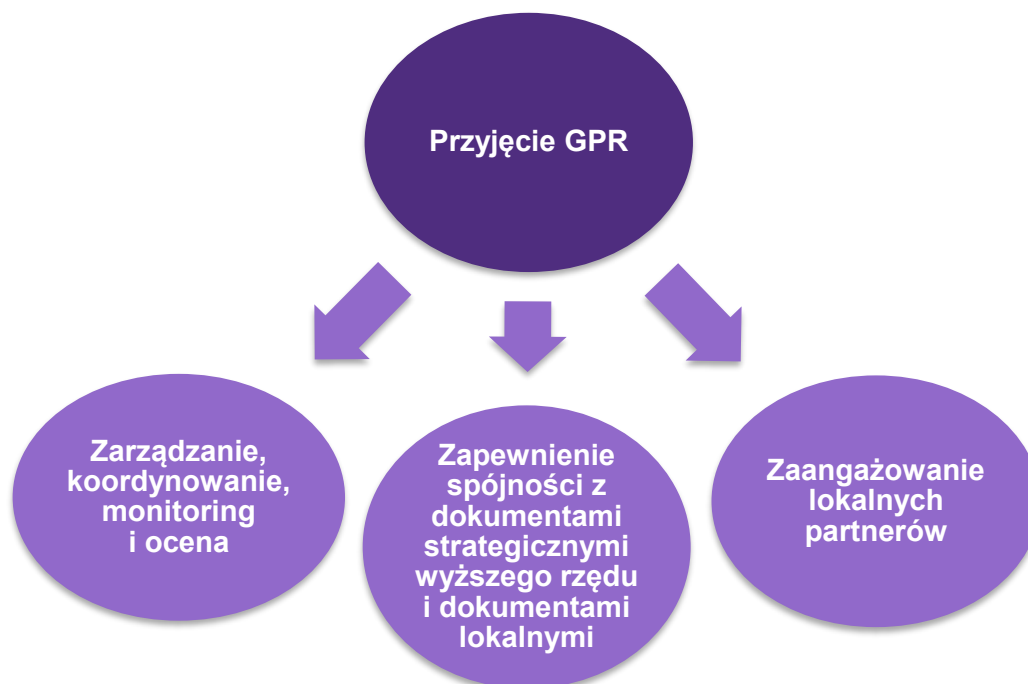 Przyjęcie GPR
Zarządzanie,
koordynowanie,
monitoring
i ocena
Zapewnienie
spójności z
dokumentami
strategicznymi
wyższego rzędu
i dokumentami
lokalnymi
Zaangażowanie
lokalnych
partnerów